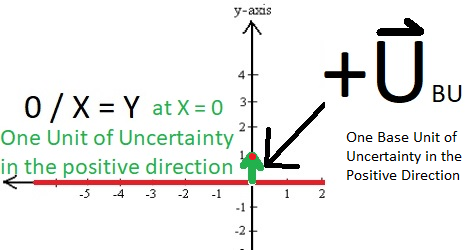 y-axis
+U BU
0 / X = Y at X = 0
One Unit of Uncertainty
in the positive direction
One Base Unit of
Uncertainty in the
Positive Direction
4
3
2
1
-5 -4 -3 -2 -1 1 2
-1
-2